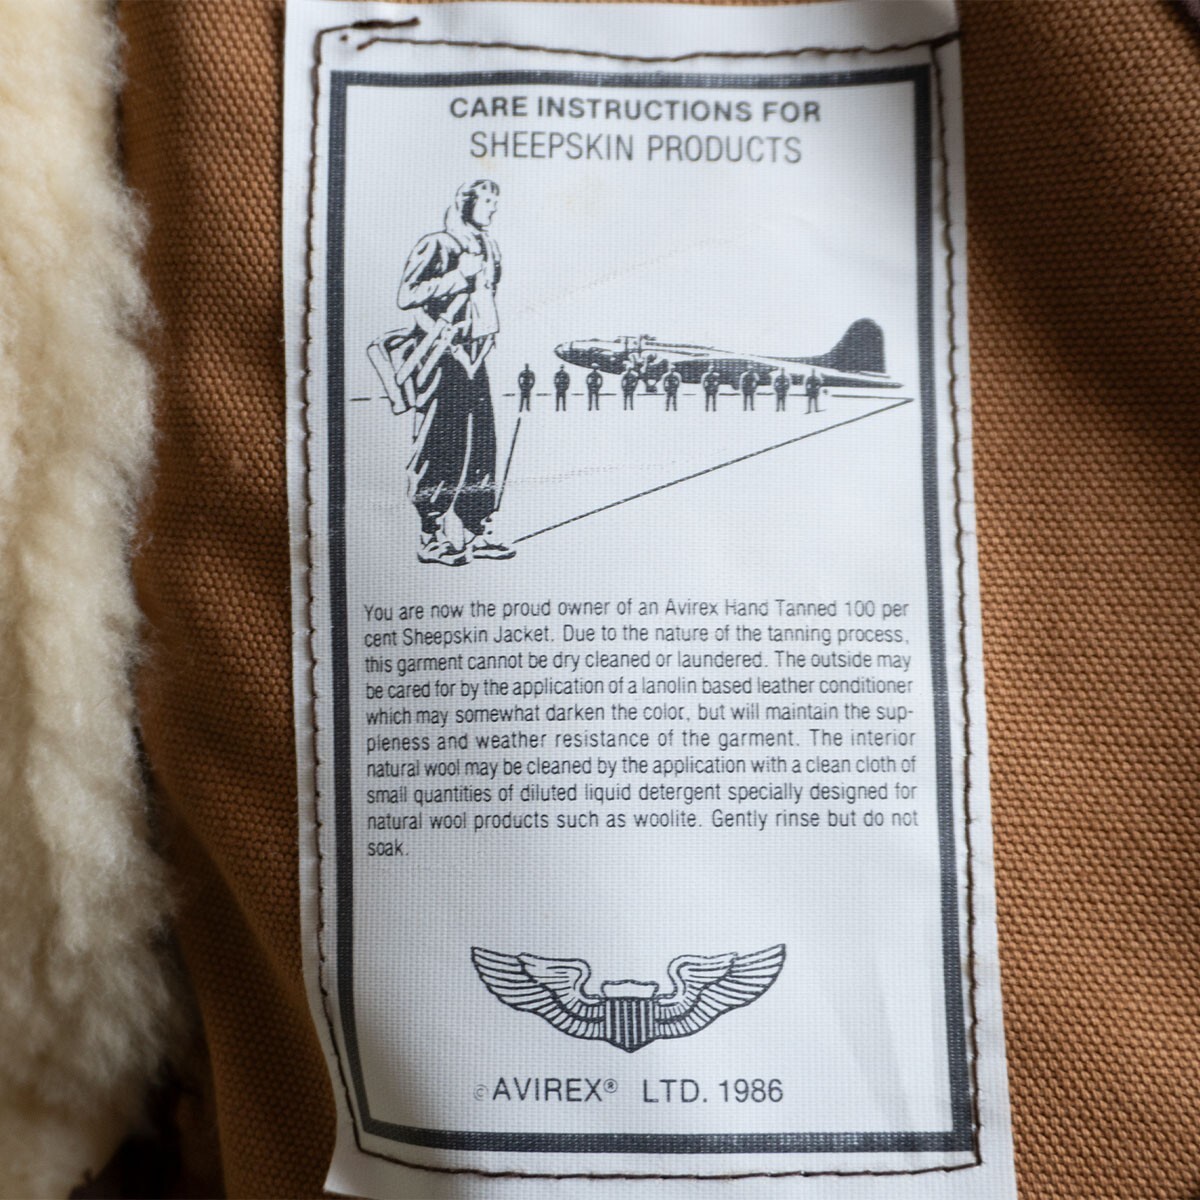 CARE INSTRUCTIONS FOR
SHEEPSKIN PRODUCTS
You are now the proud owner of an Avirex Hand Tanned 100 per
cent Sheepskin Jacket. Due to the nature of the tanning process,
this garment cannot be dry cleaned or laundered. The outside may
be cared for by the application of a lanolin based leather conditioner
which may somewhat darken the color, but will maintain the sup-
pleness and weather resistance of the garment. The interior
natural wool may be cleaned by the application with a clean cloth of
small quantities of diluted liquid detergent specially designed for
natural wool products such as woolite. Gently rinse but do not
soak.
© AVIREX® LTD. 1986